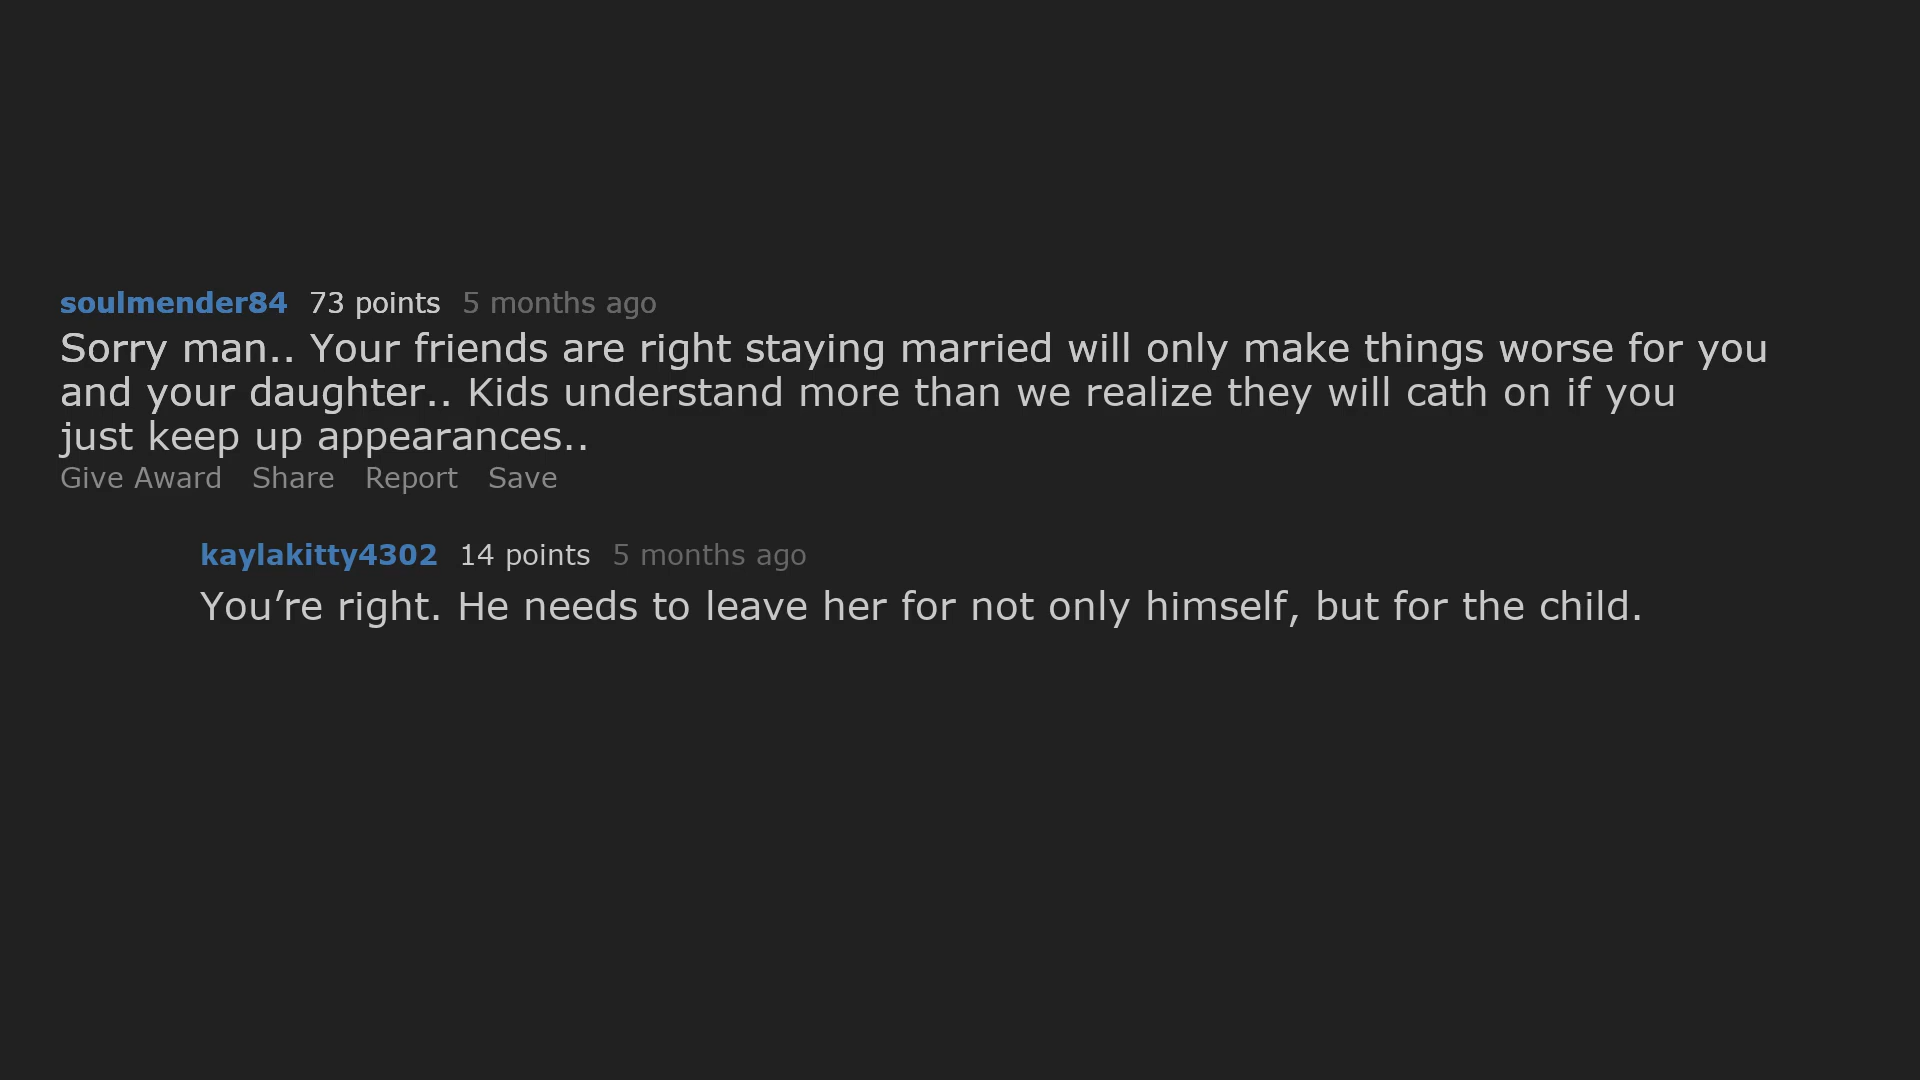 soulmender84 73 points 5 months ago
Sorry man.. Your friends are right staying married will only make things worse for you
and your daughter.. Kids understand more than we realize they will cath on if you
just keep up appearances..
Give Award Share Report Save
kaylakitty4302 14 points 5 months ago
You’re right. He needs to leave her for not only himself, but for the child.